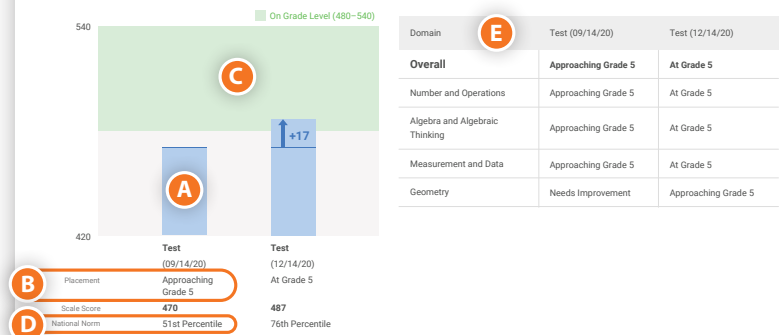 On Grade Level (480–540)
540
C
+17
A
420
Test
(09/14/20)
Test
(12/14/20)
B
Placement
Approaching
Grade 5
At Grade 5
Scale Score
470
487
D
National Norm
51st Percentile
76th Percentile
Domain
E
Test (09/14/20)
Test (12/14/20)
Overall
Approaching Grade 5
At Grade 5
Number and Operations
Approaching Grade 5
At Grade 5
Algebra and Algebraic
Thinking
Approaching Grade 5
At Grade 5
Measurement and Data
Approaching Grade 5
At Grade 5
Geometry
Needs Improvement
Approaching Grade 5